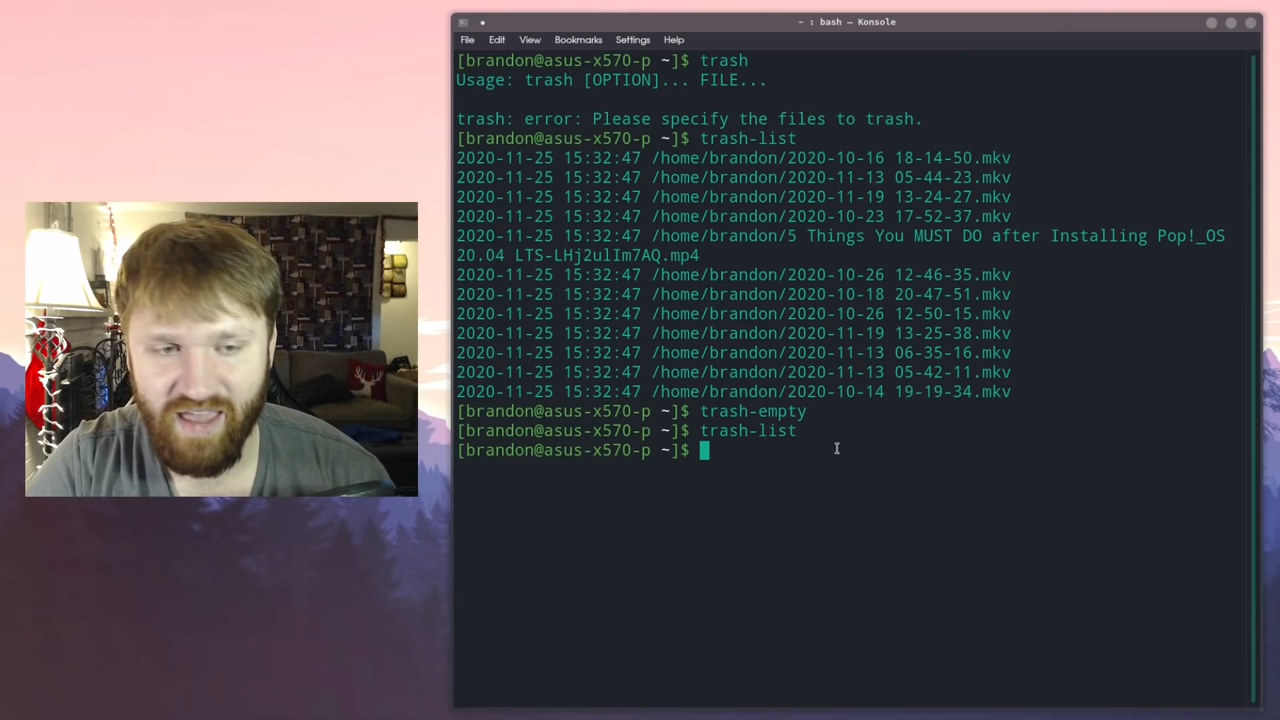 ~ : bash — Konsole
File Edit View Bookmarks Settings Help
[brandon@asus-x570-p ~]$ trash
Usage: trash [OPTION]... FILE...
trash: error: Please specify the files to trash.
[brandon@asus-x570-p ~]$ trash-list
2020-11-25 15:32:47 /home/brandon/2020-10-16 18-14-50.mkv
2020-11-25 15:32:47 /home/brandon/2020-11-13 05-44-23.mkv
2020-11-25 15:32:47 /home/brandon/2020-11-19 13-24-27.mkv
2020-11-25 15:32:47 /home/brandon/2020-10-23 17-52-37.mkv
2020-11-25 15:32:47 /home/brandon/5 Things You MUST DO after Installing Pop!_OS
20.04 LTS-LHj2ulIm7AQ.mp4
2020-11-25 15:32:47 /home/brandon/2020-10-26 12-46-35.mkv
2020-11-25 15:32:47 /home/brandon/2020-10-18 20-47-51.mkv
2020-11-25 15:32:47 /home/brandon/2020-10-26 12-50-15.mkv
2020-11-25 15:32:47 /home/brandon/2020-11-19 13-25-38.mkv
2020-11-25 15:32:47 /home/brandon/2020-11-13 06-35-16.mkv
2020-11-25 15:32:47 /home/brandon/2020-11-13 05-42-11.mkv
2020-11-25 15:32:47 /home/brandon/2020-10-14 19-19-34.mkv
[brandon@asus-x570-p ~]$ trash-empty
[brandon@asus-x570-p ~]$ trash-list
[brandon@asus-x570-p ~]$